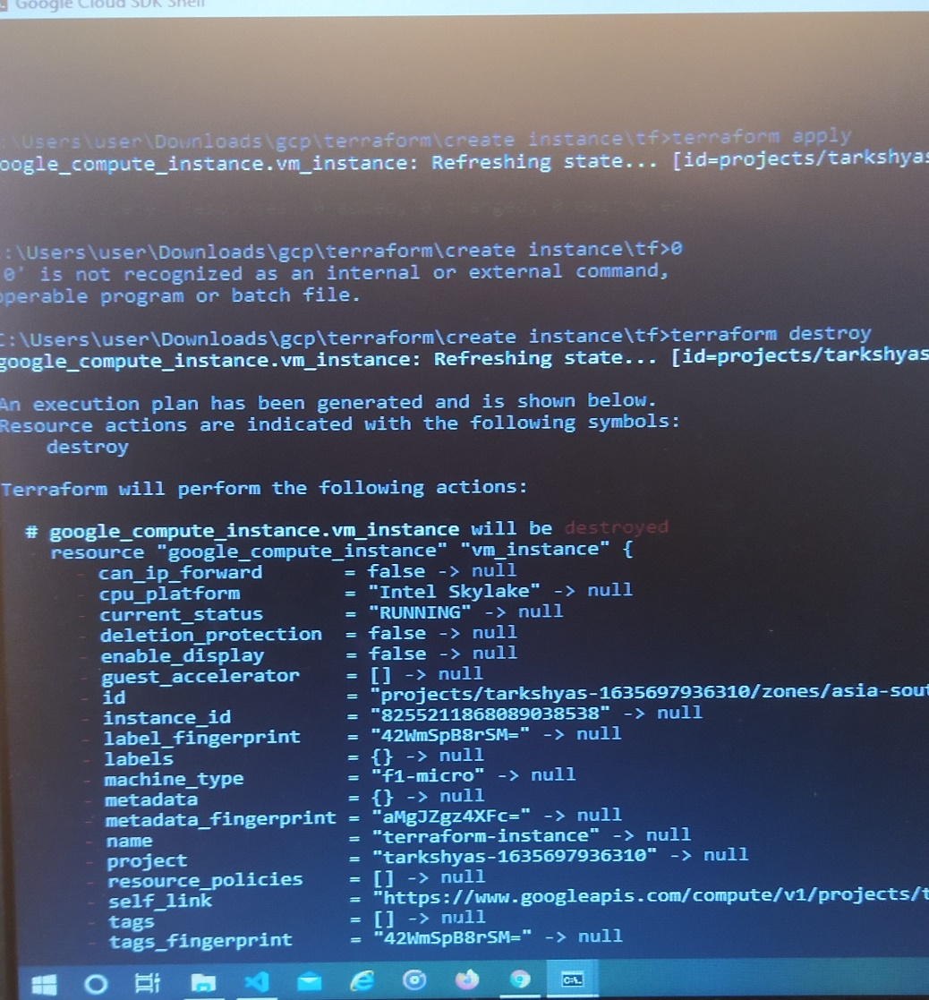 Google Cloud SDK Shell
:\Users\user\Downloads\gcp\terraform\create instance\tf>terraform apply
oogle_compute_instance.vm_instance: Refreshing state... [id=projects/tarkshyas
:\Users\user\Downloads\gcp\terraform\create instance\tf>0
0' is not recognized as an internal or external command,
operable program or batch file.
C:\Users\user\Downloads\gcp\terraform\create instance\tf>terraform destroy
google_compute_instance.vm_instance: Refreshing state... [id=projects/tarkshyas
An execution plan has been generated and is shown below.
Resource actions are indicated with the following symbols:
destroy
Terraform will perform the following actions:
# google_compute_instance.vm_instance will be destroyed
resource "google_compute_instance" "vm_instance" {
- can_ip_forward = false -> null
- cpu_platform = "Intel Skylake" -> null
- current_status = "RUNNING" -> null
- deletion_protection = false -> null
- enable_display = false -> null
- guest_accelerator = [] -> null
- id = "projects/tarkshyas-1635697936310/zones/asia-sout
- instance_id = "8255211868089038538" -> null
- label_fingerprint = "42WmSpB8rSM=" -> null
- labels = {} -> null
- machine_type = "f1-micro" -> null
- metadata = {} -> null
- metadata_fingerprint = "aMgJZgz4XFc=" -> null
- name = "terraform-instance" -> null
- project = "tarkshyas-1635697936310" -> null
- resource_policies = [] -> null
- self_link = "https://www.googleapis.com/compute/v1/projects/t
- tags = [] -> null
- tags_fingerprint = "42WmSpB8rSM=" -> null